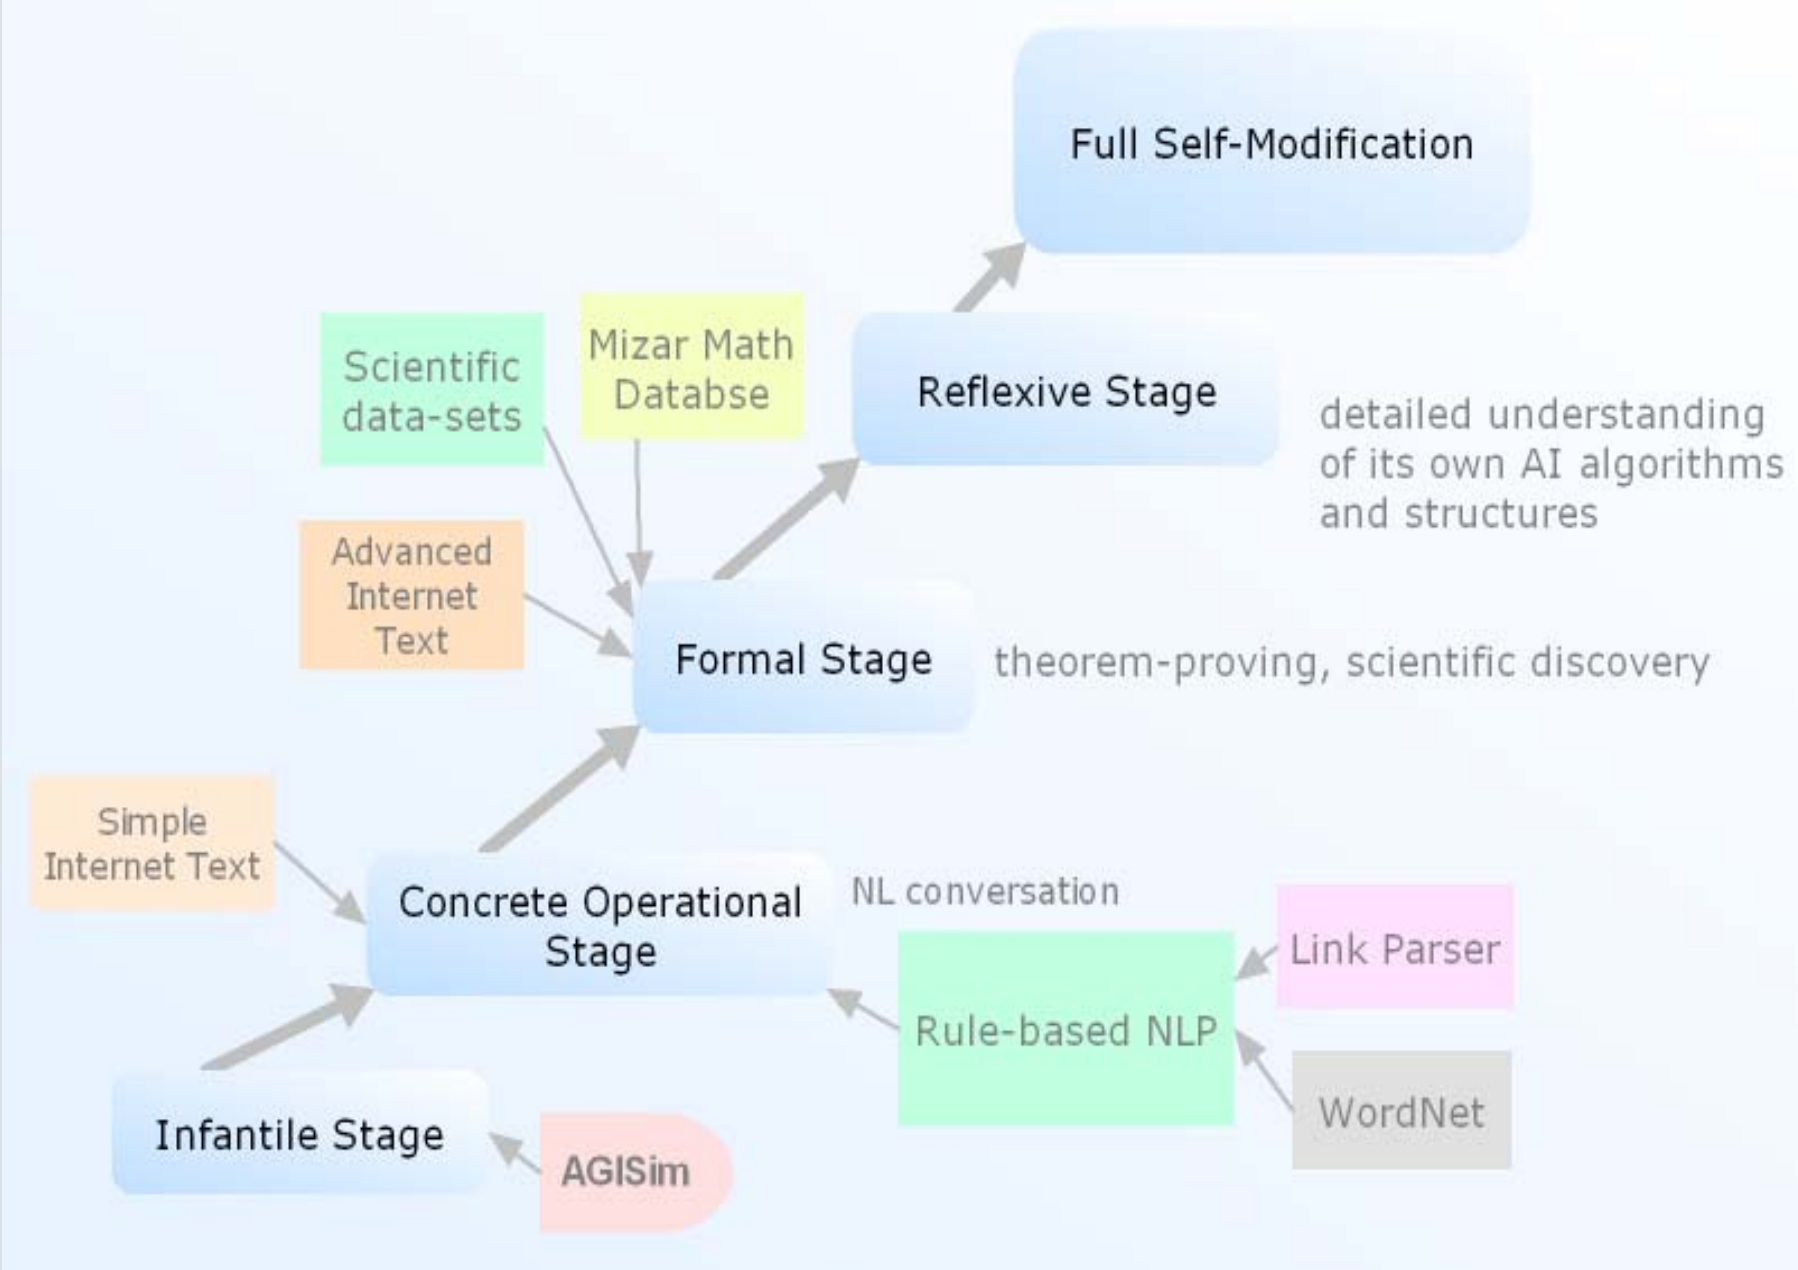 Full Self-Modification
Scientific
data-sets
Mizar Math
Databse
Reflexive Stage
detailed understanding
of its own AI algorithms
and structures
Advanced
Internet
Text
Formal Stage
theorem-proving, scientific discovery
Simple
Internet Text
Concrete Operational
Stage
NL conversation
Link Parser
Rule-based NLP
WordNet
Infantile Stage
AGISim